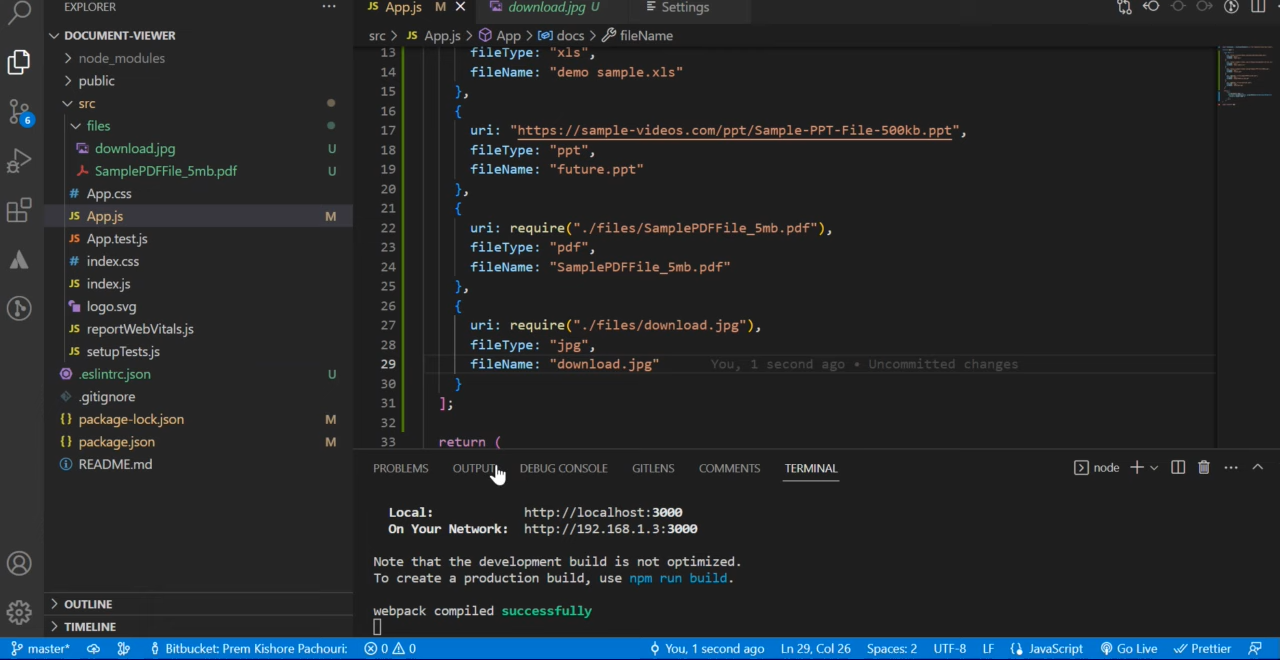 EXPLORER
DOCUMENT-VIEWER
node_modules
public
src
files
download.jpg U
SamplePDFFile_5mb.pdf U
# App.css
JS App.js M
JS App.test.js
# index.css
JS index.js
logo.svg
JS reportWebVitals.js
JS setupTests.js
.eslintrc.json U
.gitignore
{} package-lock.json M
{} package.json M
README.md
OUTLINE
TIMELINE
6
JS App.js M
download.jpg U
Settings
src > JS App.js > App > docs > fileName
13 fileType: "xls",
14 fileName: "demo sample.xls"
15 },
16 {
17 uri: "https://sample-videos.com/ppt/Sample-PPT-File-500kb.ppt",
18 fileType: "ppt",
19 fileName: "future.ppt"
20 },
21 {
22 uri: require("./files/SamplePDFFile_5mb.pdf"),
23 fileType: "pdf",
24 fileName: "SamplePDFFile_5mb.pdf"
25 },
26 {
27 uri: require("./files/download.jpg"),
28 fileType: "jpg",
29 fileName: "download.jpg" You, 1 second ago • Uncommitted changes
30 }
31 ];
32
33 return (
PROBLEMS OUTPUT DEBUG CONSOLE GITLENS COMMENTS TERMINAL
node
Local: http://localhost:3000
On Your Network: http://192.168.1.3:3000
Note that the development build is not optimized.
To create a production build, use npm run build.
webpack compiled successfully
master* Bitbucket: Prem Kishore Pachouri: 0 0 You, 1 second ago Ln 29, Col 26 Spaces: 2 UTF-8 LF {} JavaScript Go Live Prettier